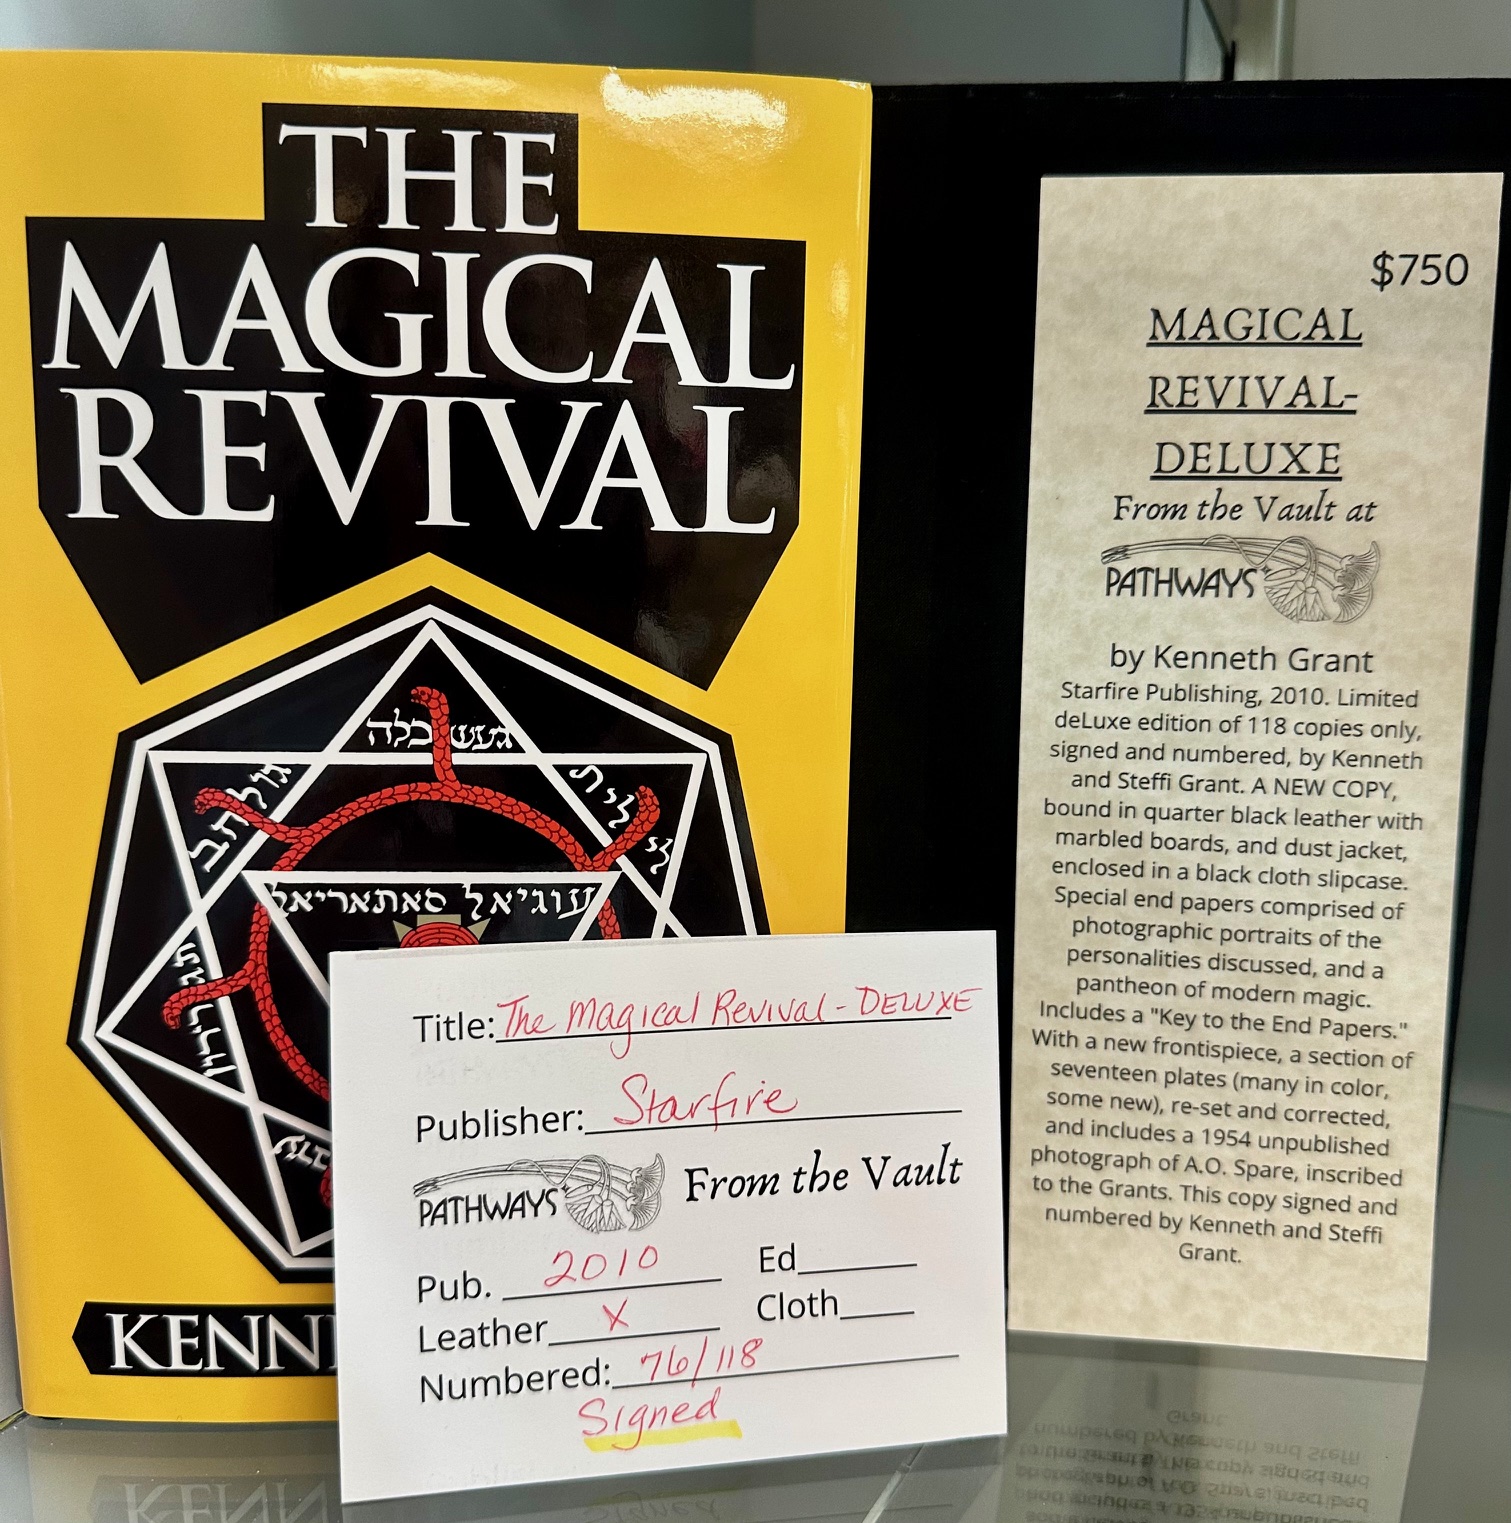 THE
MAGICAL
REVIVAL
געש כלה
גולחב
לילית
עוגיאל סאתאריאל
KENN
Title: The Magical Revival - DELUXE
Publisher: Starfire
PATHWAYS From the Vault
Pub. 2010 Ed
Leather X Cloth
Numbered: 76/118
Signed
$750
MAGICAL
REVIVAL-
DELUXE
From the Vault at
PATHWAYS
by Kenneth Grant
Starfire Publishing, 2010. Limited
deLuxe edition of 118 copies only,
signed and numbered, by Kenneth
and Steffi Grant. A NEW COPY,
bound in quarter black leather with
marbled boards, and dust jacket,
enclosed in a black cloth slipcase.
Special end papers comprised of
photographic portraits of the
personalities discussed, and a
pantheon of modern magic.
Includes a "Key to the End Papers."
With a new frontispiece, a section of
seventeen plates (many in color,
some new), re-set and corrected,
and includes a 1954 unpublished
photograph of A.O. Spare, inscribed
to the Grants. This copy signed and
numbered by Kenneth and Steffi
Grant.